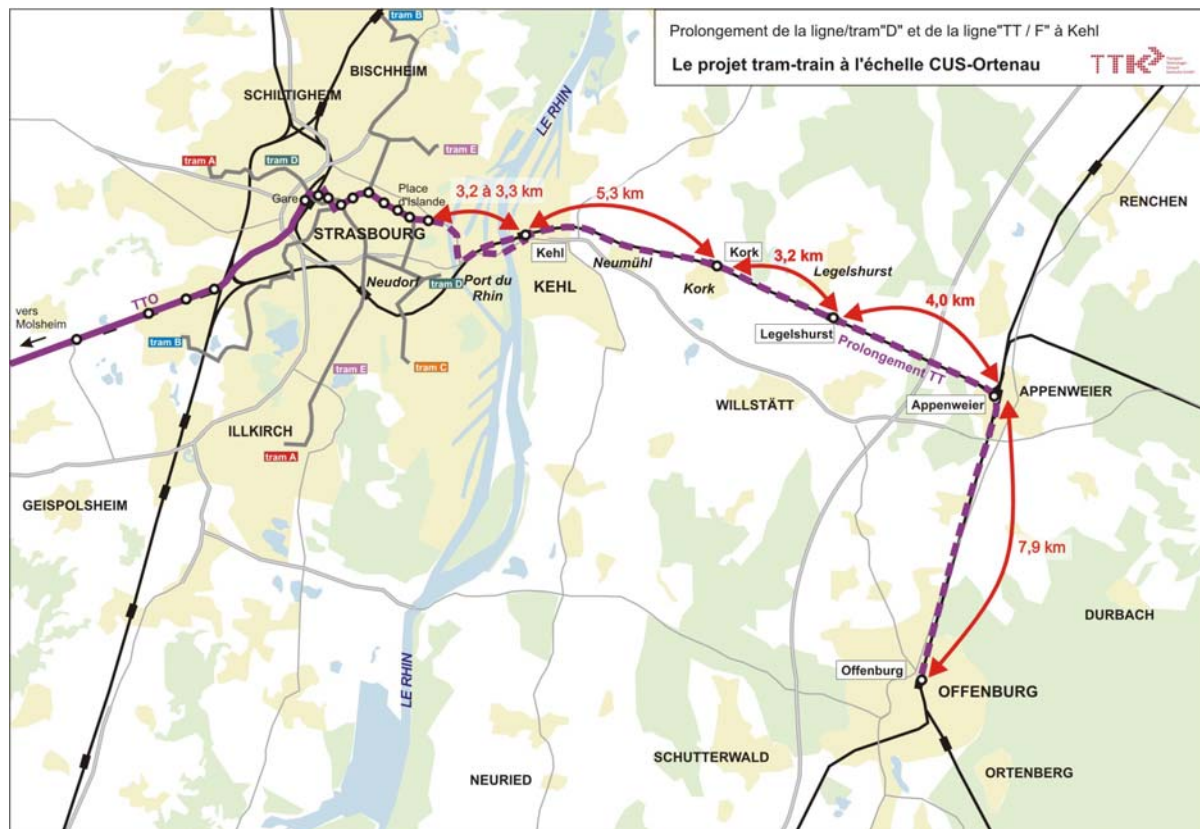 Prolongement de la ligne/tram"D" et de la ligne"TT / F" à Kehl
Le projet tram-train à l'échelle CUS-Ortenau
TTK
BISCHHEIM
SCHILTIGHEIM
tram B
LE RHIN
tram A
tram D
tram E
RENCHEN
Gare
Place
d'Islande
3,2 à 3,3 km
5,3 km
STRASBOURG
Kehl
Kork
3,2 km
Legelshurst
Neumühl
Neudorf
tram D
Port du
Rhin
KEHL
Kork
4,0 km
TTO
vers
Molsheim
Legelshurst
tram B
Prolongement TT
tram E
tram C
WILLSTÄTT
Appenweier
APPENWEIER
ILLKIRCH
tram A
GEISPOLSHEIM
7,9 km
DURBACH
LE RHIN
Offenburg
OFFENBURG
SCHUTTERWALD
NEURIED
ORTENBERG